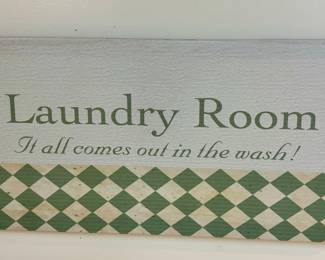 Laundry Room
It all comes out in the wash!